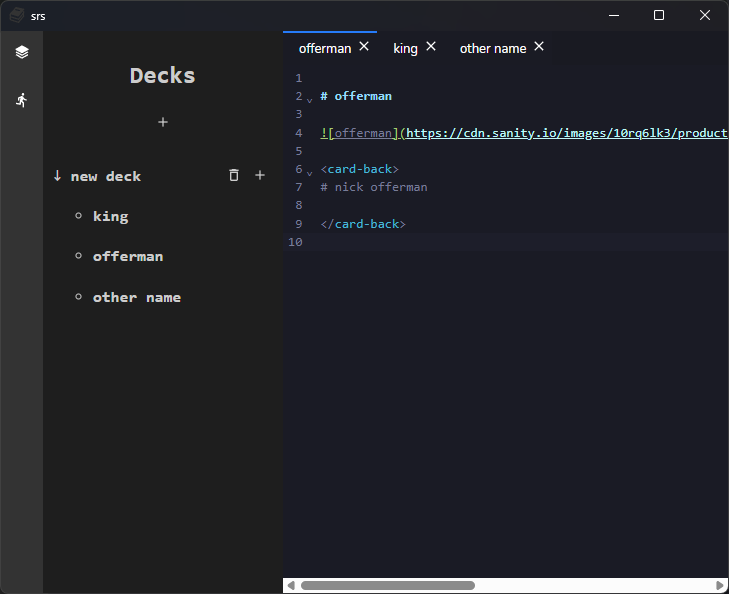 srs
Decks
+
↓ new deck
king
offerman
other name
offerman ✕ king ✕ other name ✕
1
2 # offerman
3
4 ![offerman](https://cdn.sanity.io/images/10rq6lk3/product
5
6 <card-back>
7 # nick offerman
8
9 </card-back>
10